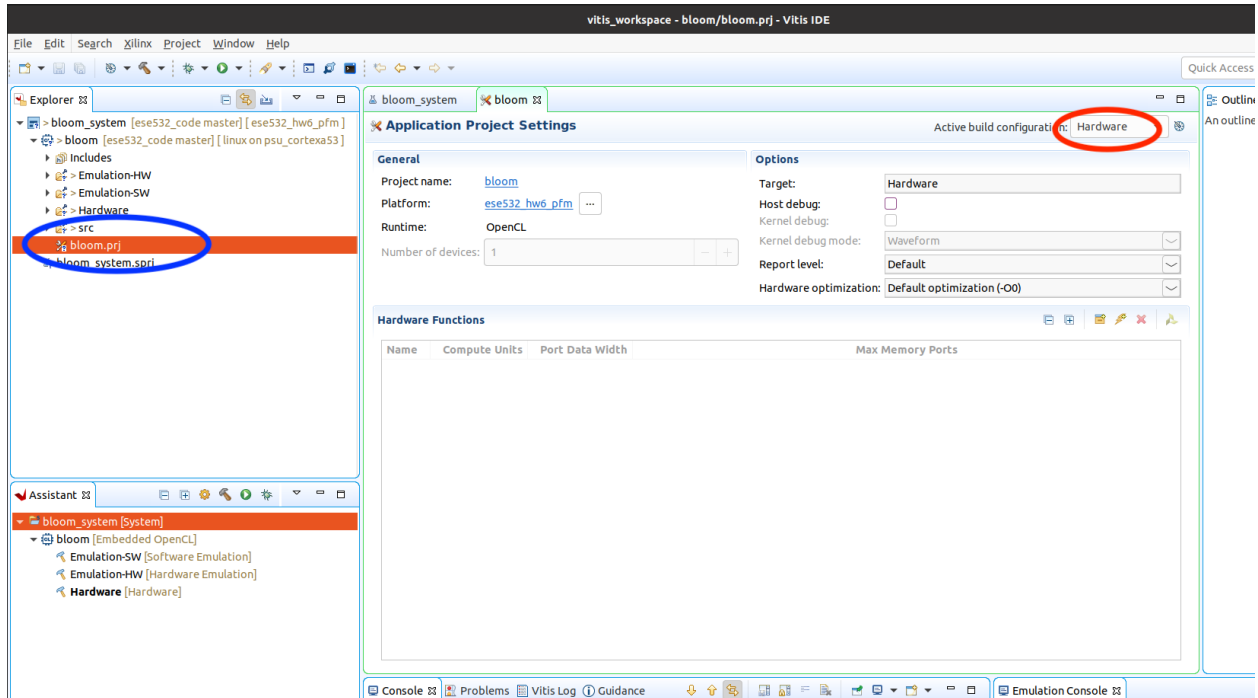 vitis_workspace - bloom/bloom.prj - Vitis IDE
File Edit Search Xilinx Project Window Help
Quick Access
Explorer
> bloom_system [ese532_code master] [ ese532_hw6_pfm ]
> bloom [ese532_code master] [ linux on psu_cortexa53 ]
Includes
> Emulation-HW
> Emulation-SW
> Hardware
> src
bloom.prj
bloom_system.sprj
Assistant
bloom_system [System]
bloom [Embedded OpenCL]
Emulation-SW [Software Emulation]
Emulation-HW [Hardware Emulation]
Hardware [Hardware]
bloom_system bloom
Application Project Settings
Active build configuration: Hardware
General
Project name: bloom
Platform: ese532_hw6_pfm ...
Runtime: OpenCL
Number of devices: 1
Options
Target: Hardware
Host debug:
Kernel debug:
Kernel debug mode: Waveform
Report level: Default
Hardware optimization: Default optimization (-O0)
Hardware Functions
Name Compute Units Port Data Width Max Memory Ports
Console Problems Vitis Log Guidance
Emulation Console
Outline
An outline